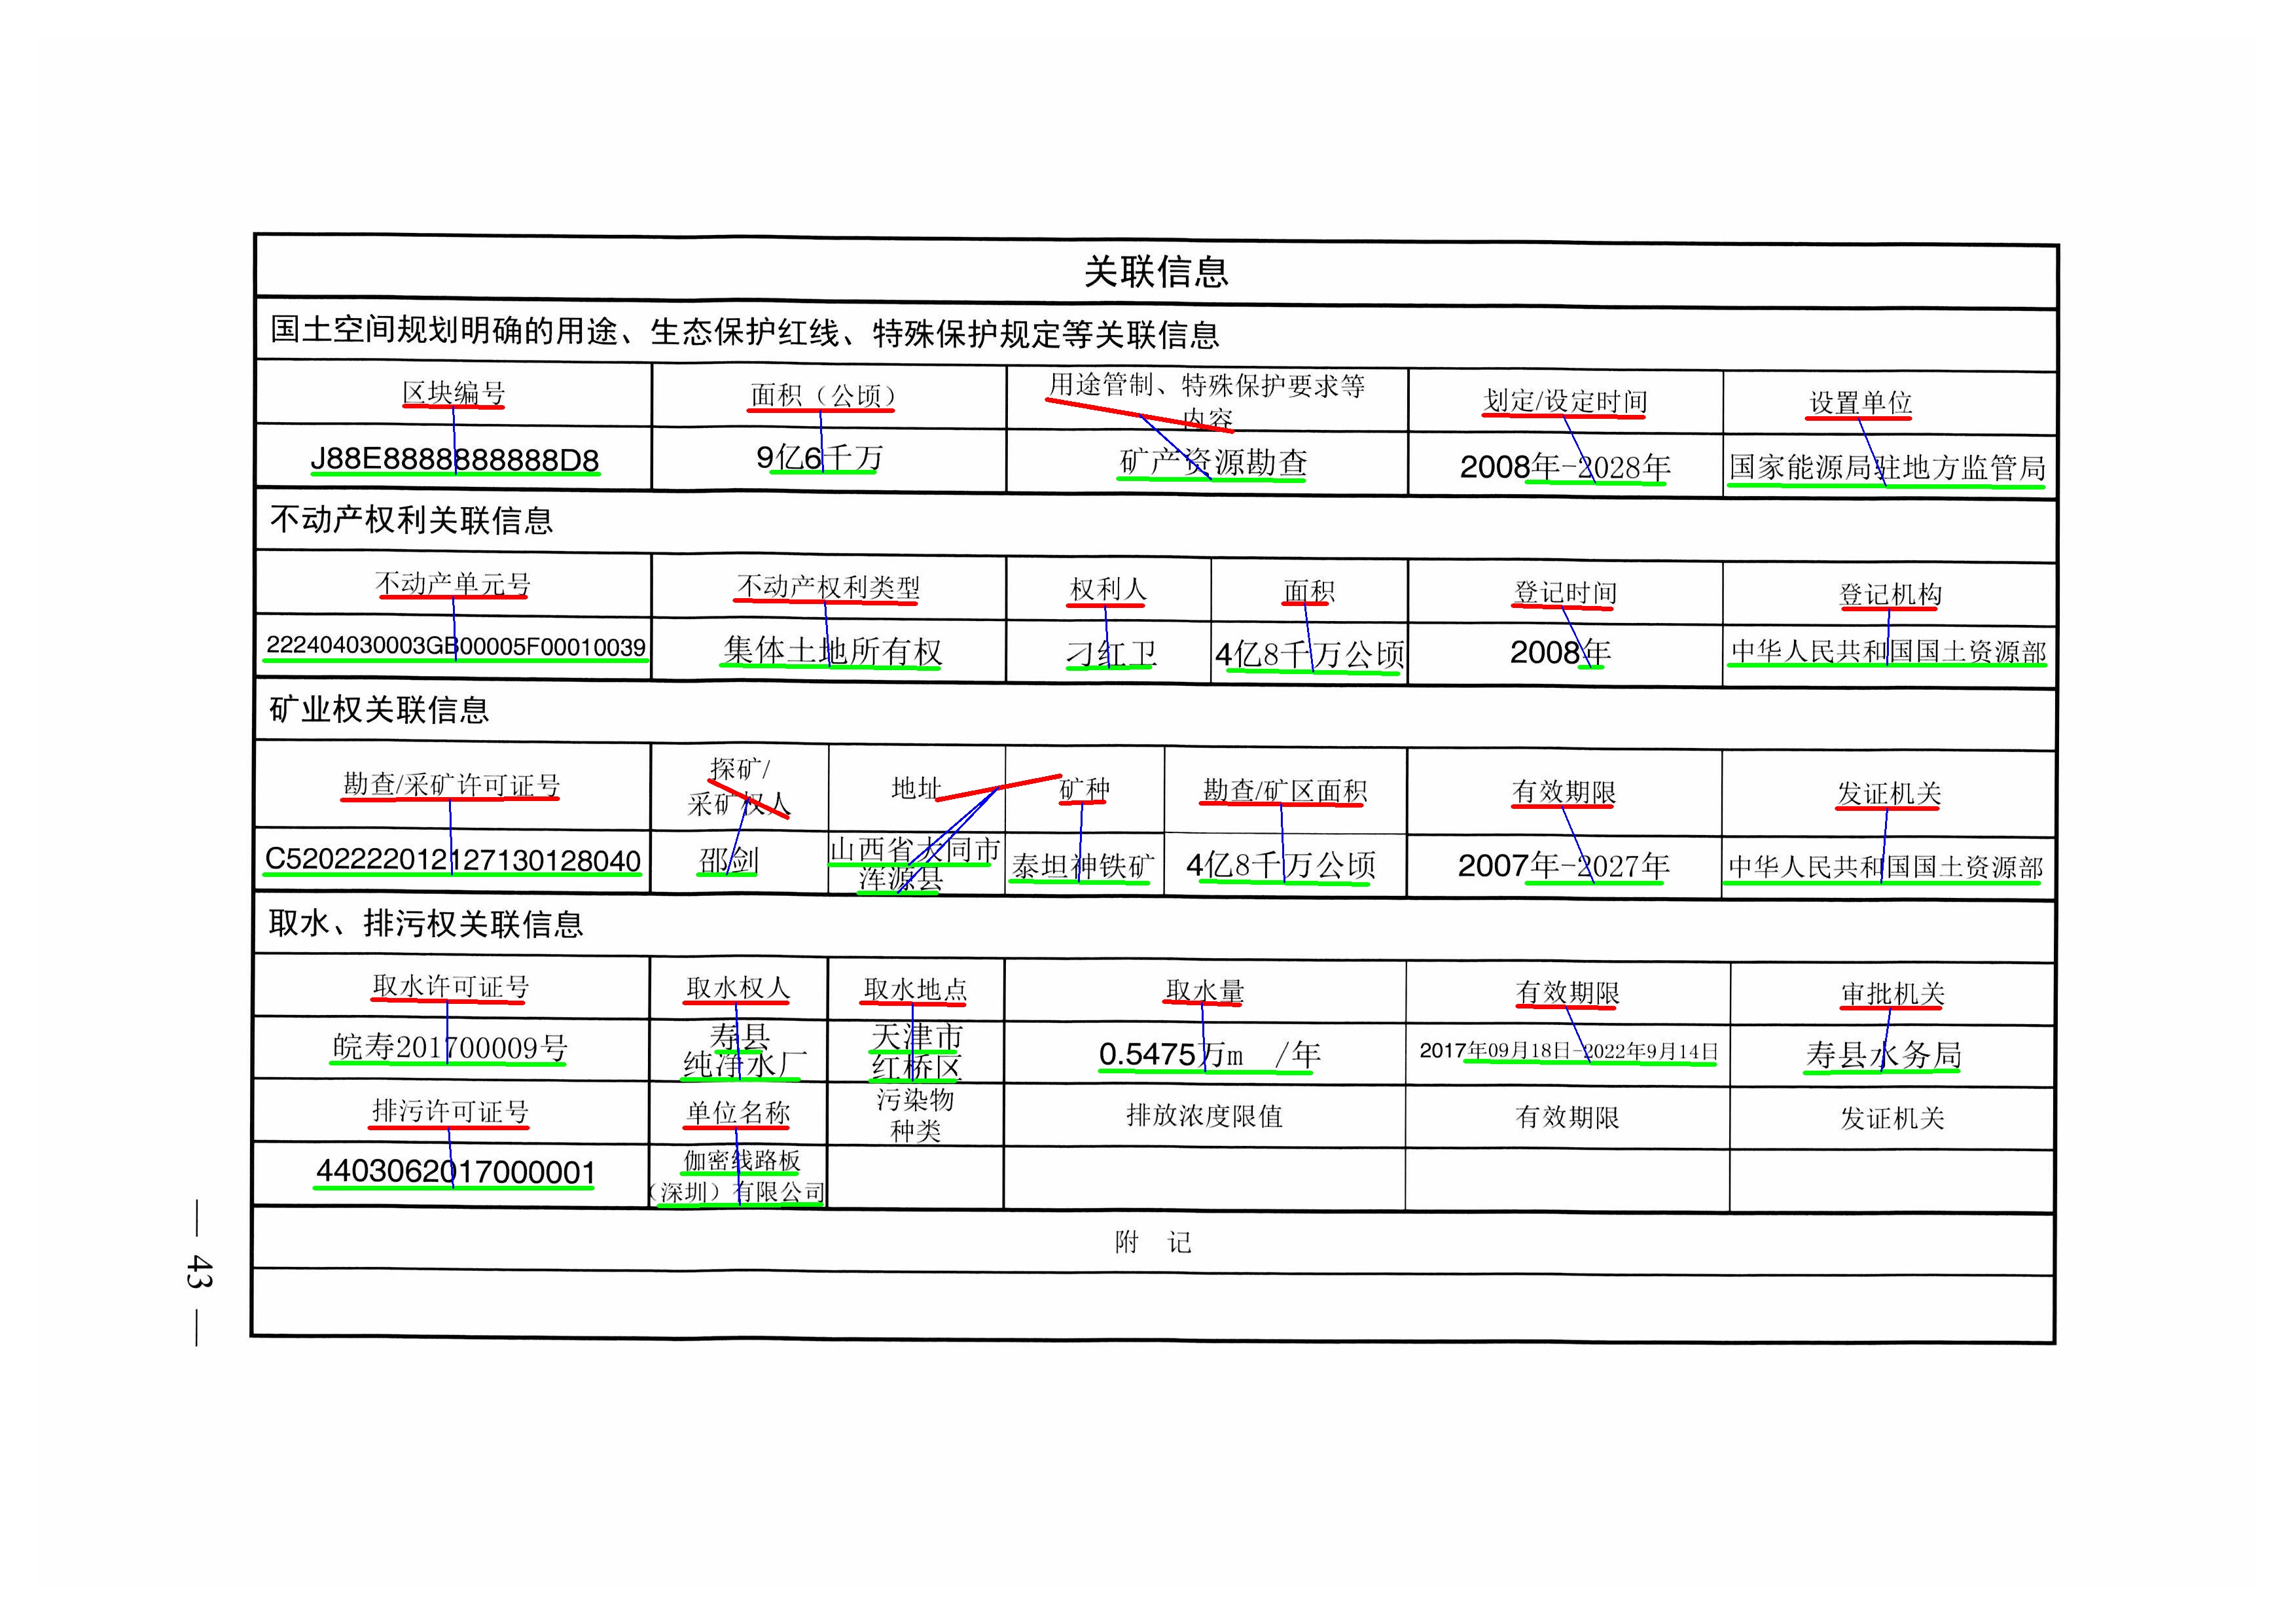 关联信息
国土空间规划明确的用途、生态保护红线、特殊保护规定等关联信息
区块编号 面积（公顷） 用途管制、特殊保护要求等 划定/设定时间 设置单位
内容
J88E8888888888D8 9亿6千万 矿产资源勘查 2008年-2028年 国家能源局驻地方监管局
不动产权利关联信息
不动产单元号 不动产权利类型 权利人 面积 登记时间 登记机构
222404030003GB00005F00010039 集体土地所有权 刁红卫 4亿8千万公顷 2008年 中华人民共和国国土资源部
矿业权关联信息
勘查/采矿许可证号 探矿/ 地址 矿种 勘查/矿区面积 有效期限 发证机关
采矿权人
C5202222012127130128040 邵剑 山西省大同市 泰坦神铁矿 4亿8千万公顷 2007年-2027年 中华人民共和国国土资源部
浑源县
取水、排污权关联信息
取水许可证号 取水权人 取水地点 取水量 有效期限 审批机关
皖寿201700009号 寿县 天津市 0.5475万m /年 2017年09月18日-2022年9月14日 寿县水务局
纯净水厂 红桥区
排污许可证号 单位名称 污染物 排放浓度限值 有效期限 发证机关
种类
4403062017000001 伽密线路板
（深圳）有限公司
附 记
— 43 —